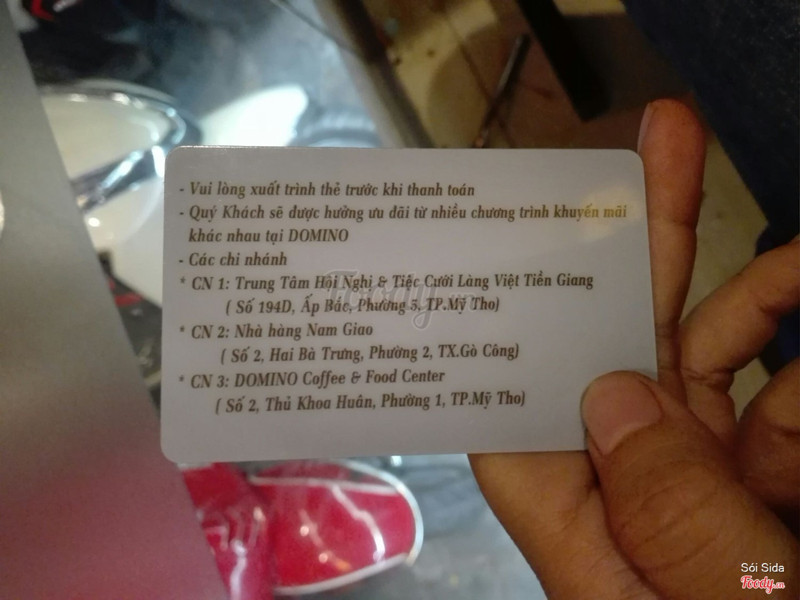 - Vui lòng xuất trình thẻ trước khi thanh toán
- Quý Khách sẽ được hưởng ưu đãi từ nhiều chương trình khuyến mãi
khác nhau tại DOMINO
- Các chi nhánh
* CN 1: Trung Tâm Hội Nghị & Tiệc Cưới Làng Việt Tiền Giang
( Số 194D, Ấp Bắc, Phường 5, TP.Mỹ Tho)
* CN 2: Nhà hàng Nam Giao
( Số 2, Hai Bà Trưng, Phường 2, TX.Gò Công)
* CN 3: DOMINO Coffee & Food Center
( Số 2, Thủ Khoa Huân, Phường 1, TP.Mỹ Tho)
Foody.vn
Sói Sida
Foody.vn